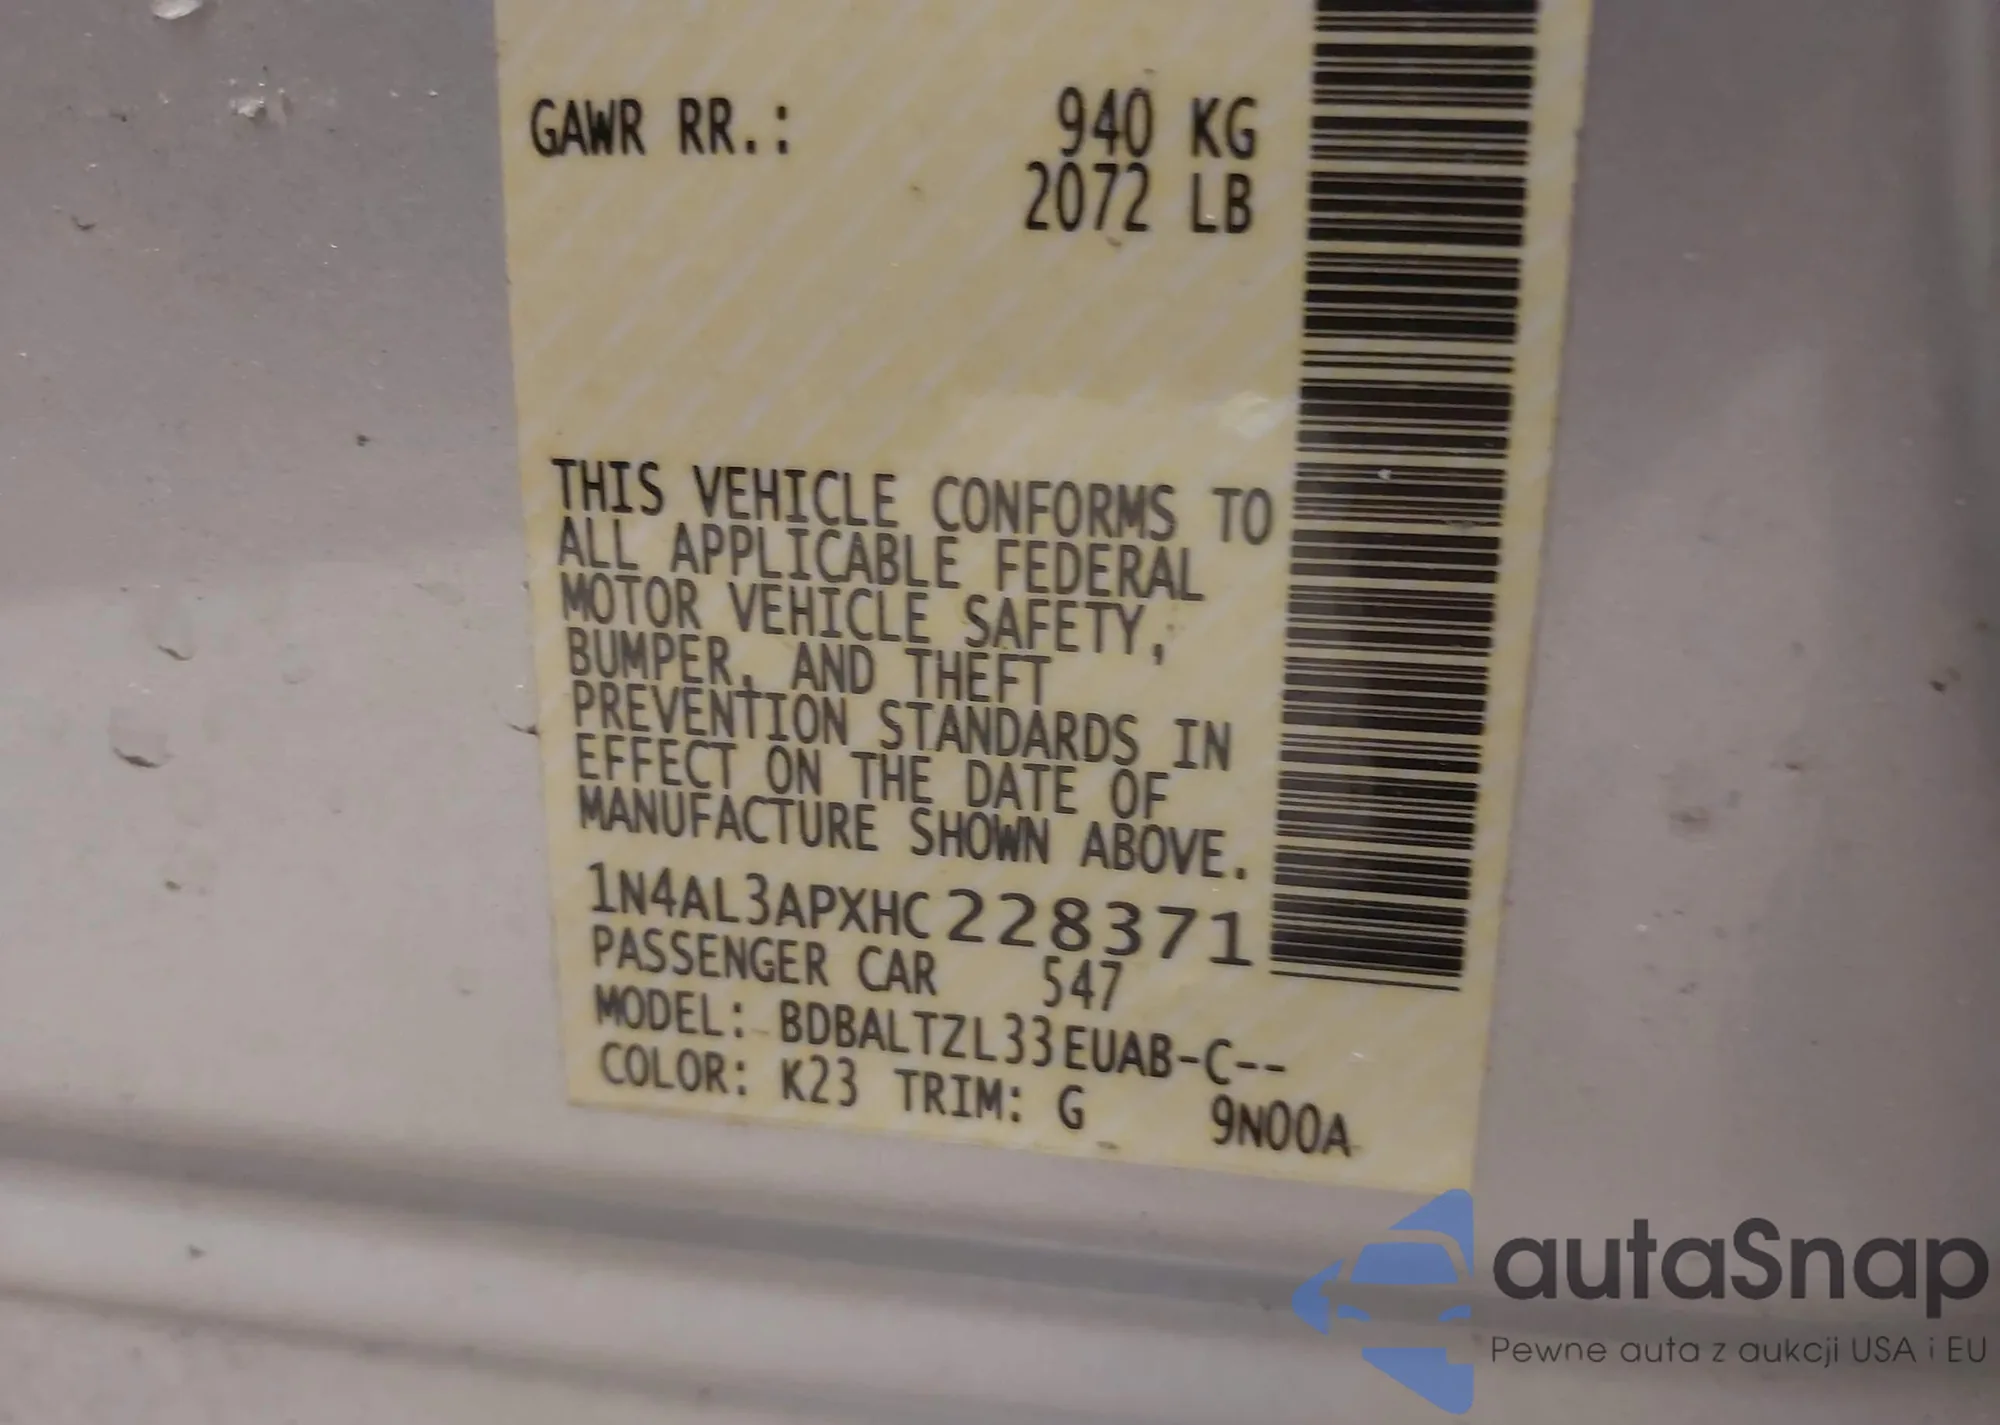 GAWR RR.: 940 KG
2072 LB
THIS VEHICLE CONFORMS TO
ALL APPLICABLE FEDERAL
MOTOR VEHICLE SAFETY,
BUMPER, AND THEFT
PREVENTION STANDARDS IN
EFFECT ON THE DATE OF
MANUFACTURE SHOWN ABOVE.
1N4AL3APXHC228371
PASSENGER CAR 547
MODEL: BDBALTZL33EUAB-C--
COLOR: K23 TRIM: G 9N00A
autaSnap
Pewne auta z aukcji USA i EU